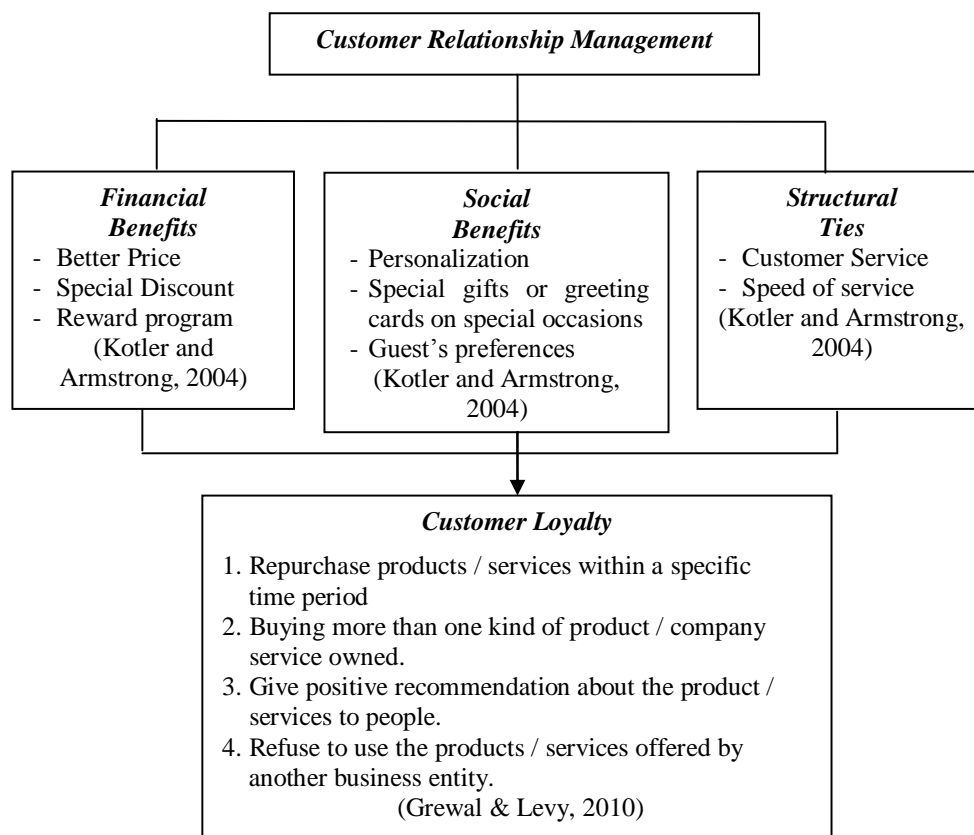 Customer Relationship Management
Financial
Benefits
- Better Price
- Special Discount
- Reward program
(Kotler and
Armstrong, 2004)
Social
Benefits
- Personalization
- Special gifts or greeting
cards on special occasions
- Guest's preferences
(Kotler and Armstrong,
2004)
Structural
Ties
- Customer Service
- Speed of service
(Kotler and Armstrong,
2004)
Customer Loyalty
1. Repurchase products / services within a specific
time period
2. Buying more than one kind of product / company
service owned.
3. Give positive recommendation about the product /
services to people.
4. Refuse to use the products / services offered by
another business entity.
(Grewal & Levy, 2010)